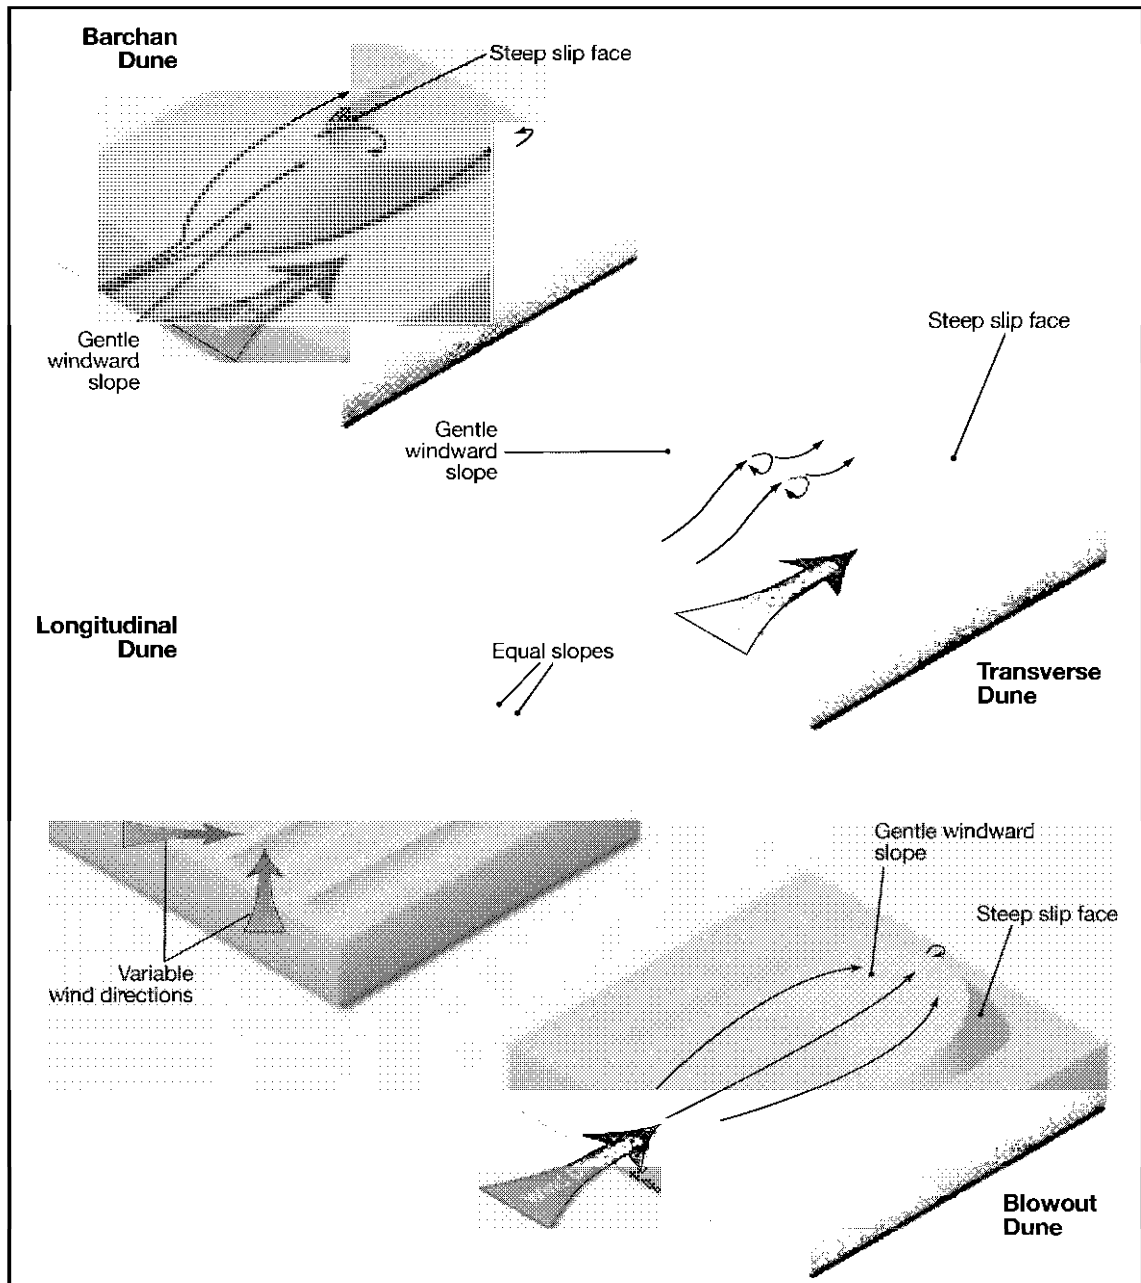 Barchan
Dune
Steep slip face
Gentle
windward
slope
Steep slip face
Gentle
windward
slope
Longitudinal
Dune
Equal slopes
Transverse
Dune
Gentle windward
slope
Steep slip face
Variable
wind directions
Blowout
Dune